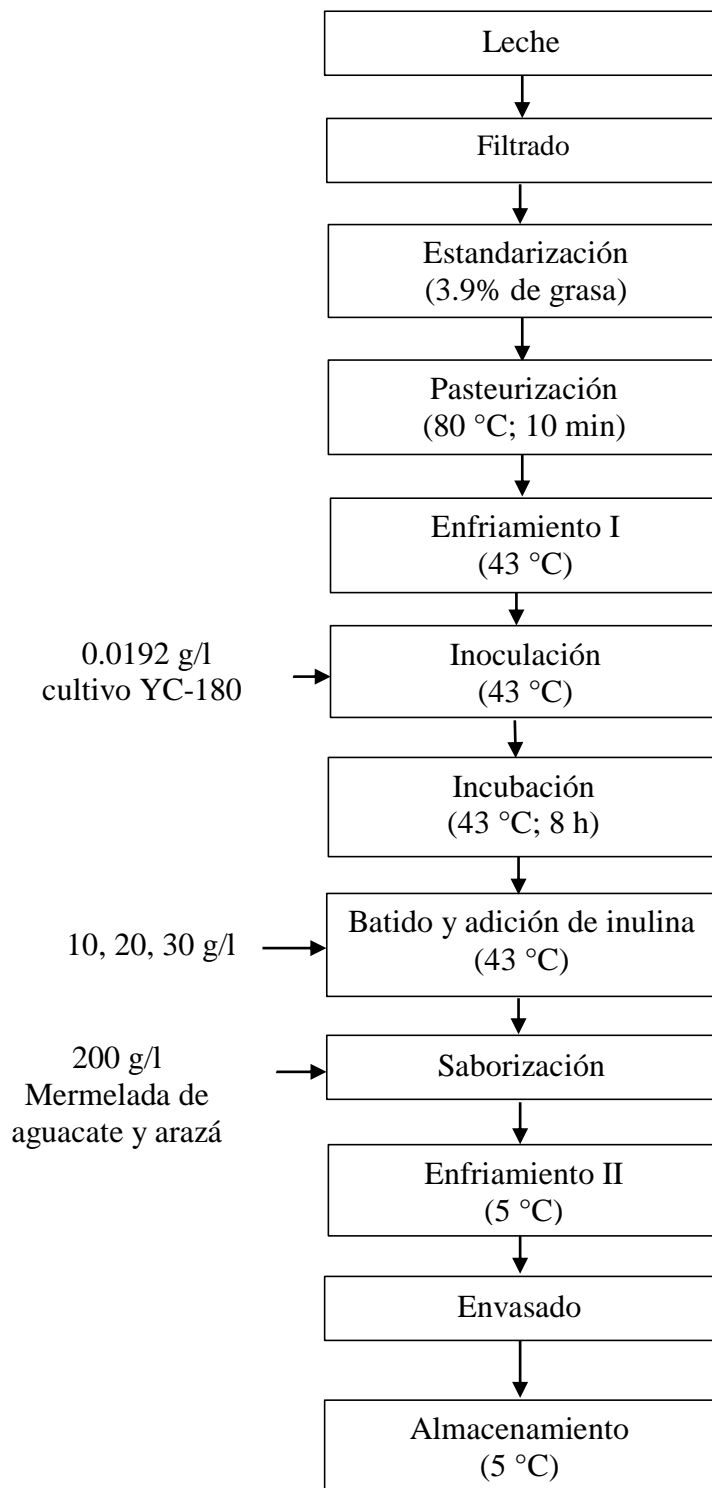 Leche
Filtrado
Estandarización
(3.9% de grasa)
Pasteurización
(80 °C; 10 min)
Enfriamiento I
(43 °C)
0.0192 g/l
cultivo YC-180
Inoculación
(43 °C)
Incubación
(43 °C; 8 h)
10, 20, 30 g/l
Batido y adición de inulina
(43 °C)
200 g/l
Mermelada de
aguacate y arazá
Saborización
Enfriamiento II
(5 °C)
Envasado
Almacenamiento
(5 °C)